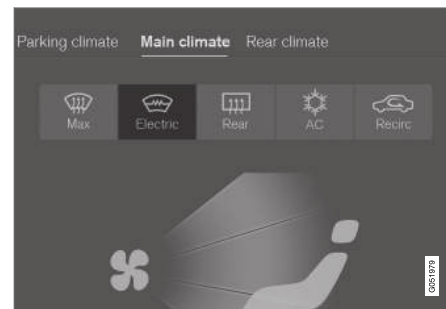 Parking climate Main climate Rear climate
Max Electric Rear AC Recirc
G051979